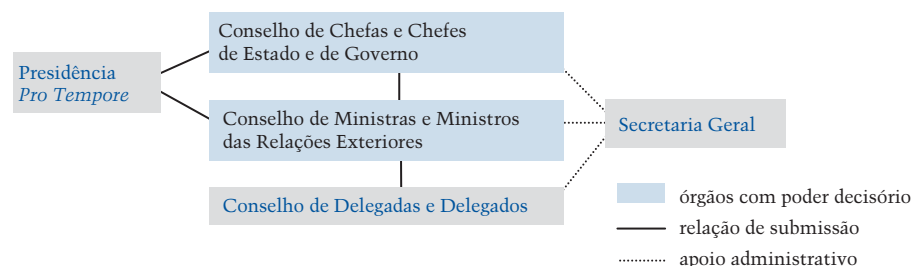 Conselho de Chefas e Chefes
de Estado e de Governo
Presidência
Pro Tempore
Conselho de Ministras e Ministros
das Relações Exteriores
Secretaria Geral
Conselho de Delegadas e Delegados
órgãos com poder decisório
relação de submissão
apoio administrativo